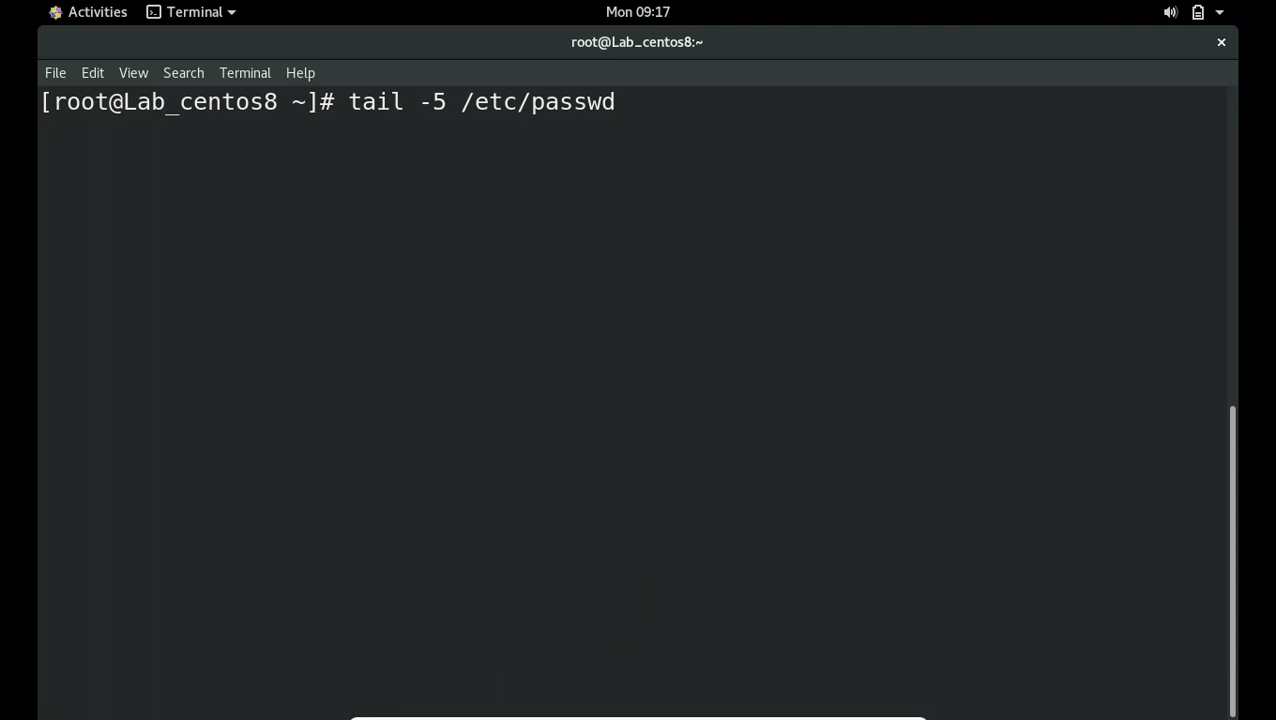 Activities Terminal Mon 09:17
root@Lab_centos8:~
File Edit View Search Terminal Help
[root@Lab_centos8 ~]# tail -5 /etc/passwd